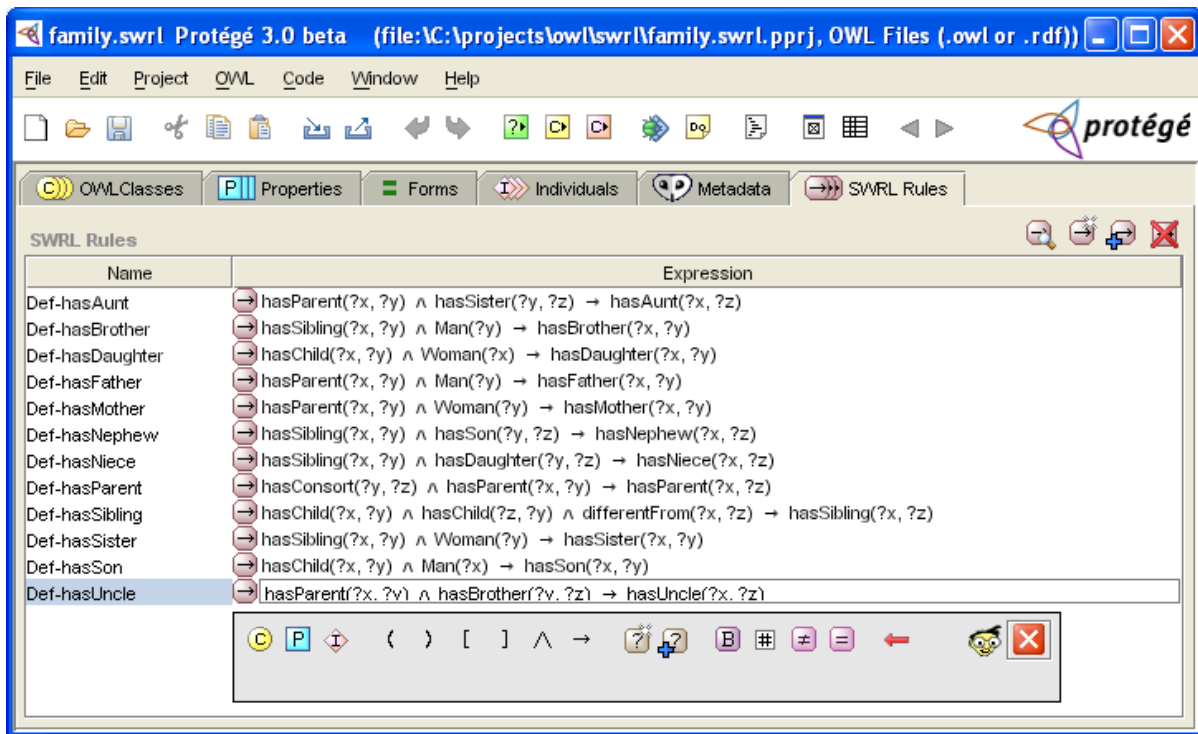 family.swrl Protégé 3.0 beta (file:\C:\projects\owl\swrl\family.swrl.pprj, OWL Files (.owl or .rdf))
File Edit Project OWL Code Window Help
protégé
OWLClasses Properties Forms Individuals Metadata SWRL Rules
SWRL Rules
Name Expression
Def-hasAunt hasParent(?x, ?y) ∧ hasSister(?y, ?z) → hasAunt(?x, ?z)
Def-hasBrother hasSibling(?x, ?y) ∧ Man(?y) → hasBrother(?x, ?y)
Def-hasDaughter hasChild(?x, ?y) ∧ Woman(?x) → hasDaughter(?x, ?y)
Def-hasFather hasParent(?x, ?y) ∧ Man(?y) → hasFather(?x, ?y)
Def-hasMother hasParent(?x, ?y) ∧ Woman(?y) → hasMother(?x, ?y)
Def-hasNephew hasSibling(?x, ?y) ∧ hasSon(?y, ?z) → hasNephew(?x, ?z)
Def-hasNiece hasSibling(?x, ?y) ∧ hasDaughter(?y, ?z) → hasNiece(?x, ?z)
Def-hasParent hasConsort(?y, ?z) ∧ hasParent(?x, ?y) → hasParent(?x, ?z)
Def-hasSibling hasChild(?x, ?y) ∧ hasChild(?z, ?y) ∧ differentFrom(?x, ?z) → hasSibling(?x, ?z)
Def-hasSister hasSibling(?x, ?y) ∧ Woman(?y) → hasSister(?x, ?y)
Def-hasSon hasChild(?x, ?y) ∧ Man(?x) → hasSon(?x, ?y)
Def-hasUncle hasParent(?x, ?y) ∧ hasBrother(?y, ?z) → hasUncle(?x, ?z)
C P I ( ) [ ] ∧ → ? ? B # ≠ = ←